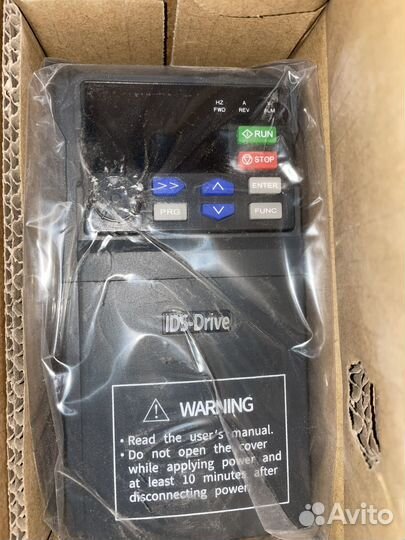 HZ A
FWD REV ALM
RUN
STOP
>> ENTER
PRG FUNC
IDS-Drive
WARNING
• Read the user's manual.
• Do not open the cover
while applying power and
at least 10 minutes after
disconnecting power.
Avito